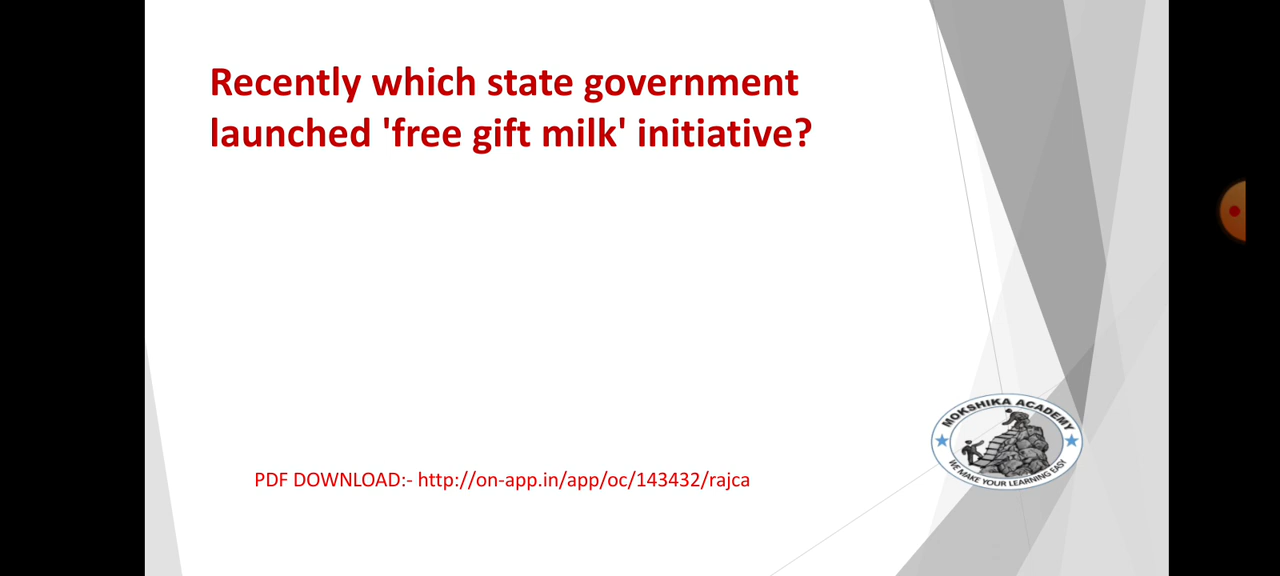 Recently which state government
launched 'free gift milk' initiative?
MOKSHIKA ACADEMY
WE MAKE YOUR LEARNING EASY
PDF DOWNLOAD:- http://on-app.in/app/oc/143432/rajca